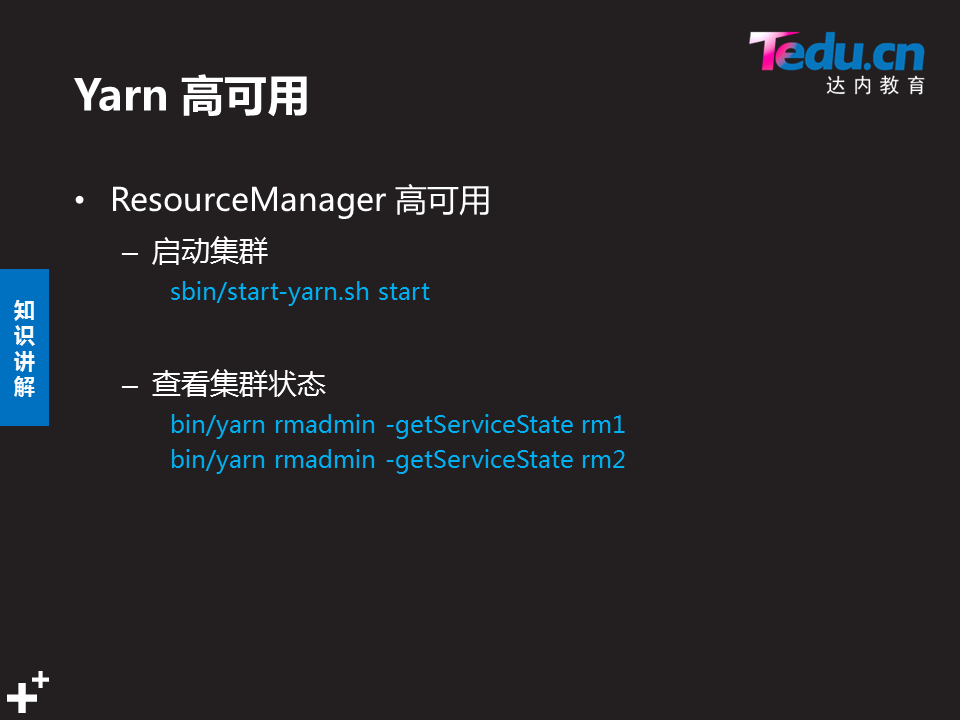 Tedu.cn
达内教育
Yarn 高可用
• ResourceManager 高可用
– 启动集群
sbin/start-yarn.sh start
知识讲解
– 查看集群状态
bin/yarn rmadmin -getServiceState rm1
bin/yarn rmadmin -getServiceState rm2